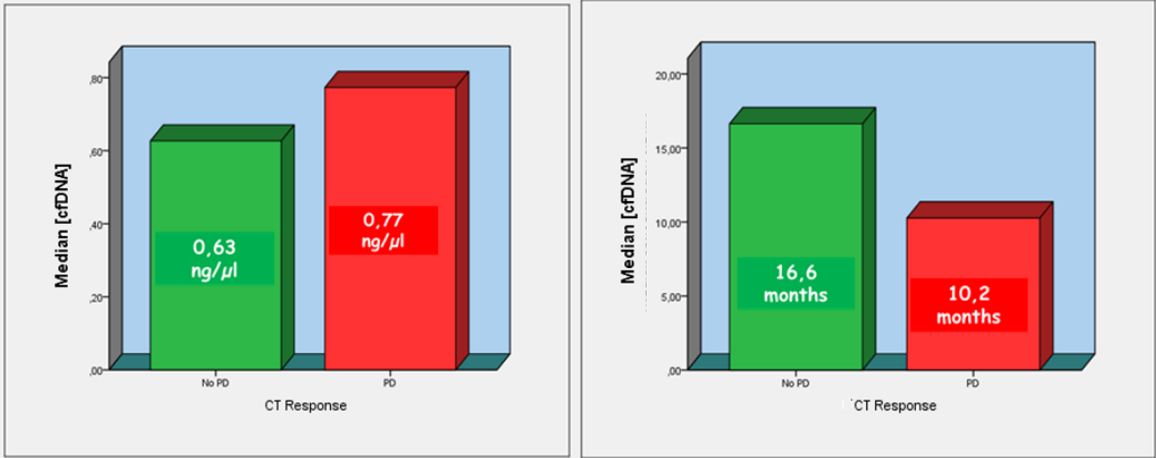 Median [cfDNA]
,80
,60
,40
,20
,00
0,63
ng/µl
0,77
ng/µl
No PD
PD
CT Response
Median [cfDNA]
20,00
15,00
10,00
5,00
,00
16,6
months
10,2
months
No PD
PD
CT Response